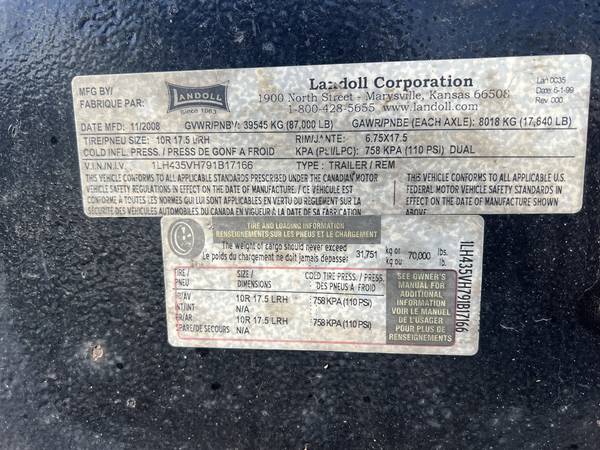 MFG BY/
FABRIQUE PAR:
LANDOLL
Since 1963
Landoll Corporation
1900 North Street - Marysville, Kansas 66508
1-800-428-5655 www.landoll.com
Lan 0035
Date: 6-1-99
Rev: 000
DATE MFD: 11/2008 GVWR/PNBV: 39545 KG (87,000 LB) GAWR/PNBE (EACH AXLE): 8018 KG (17,640 LB)
TIRE/PNEU SIZE: 10R 17.5 LRH RIM/JANTE: 6.75X17.5
COLD INFL. PRESS / PRESS DE GONF A FROID KPA (PLI/LPC): 758 KPA (110 PSI) DUAL
V.I.N./N.I.V. 1LH435VH791B17166 TYPE : TRAILER / REM
THIS VEHICLE CONFORMS TO ALL STANDARDS PRESCRIBED UNDER THE CANADIAN MOTOR
VEHICLE SAFETY REGULATIONS IN EFFECT ON THE
DATE OF MANUFACTURE / CE VÉHICULE EST
CONFORME À TOUTES LES NORMES QUI LUI SONT
APPLICABLES EN VERTU DU RÈGLEMENT SUR LA
SÉCURITÉ DES VÉHICULES AUTOMOBILES DU CANADA EN VIGUEUR À LA DATE DE SA FABRICATION
THIS VEHICLE CONFORMS TO ALL APPLICABLE U.S.
FEDERAL MOTOR VEHICLE SAFETY STANDARDS IN
EFFECT ON THE DATE OF MANUFACTURE SHOWN
ABOVE
TIRE AND LOADING INFORMATION
RENSEIGNEMENTS SUR LES PNEUS ET LE CHARGEMENT
The weight of cargo should never exceed
Le poids du chargement ne doit jamais depasser
31,751 kg or kg ou 70,000 lbs. lb.
TIRE / PNEU SIZE / DIMENSIONS COLD TIRE PRESS. / PRESS. DES PNEUS A FROID
FR/AV 10R 17.5 LRH 758 KPA (110 PSI)
INT/INT: N/A
RR/AR: 10R 17.5 LRH 758 KPA (110 PSI)
SPARE/DE SECOURS N/A
SEE OWNER'S
MANUAL FOR
ADDITIONAL
INFORMATION
VOIR LE MANUEL
DE L'USAGER
POUR PLUS DE
RENSEIGNEMENTS
1LH435VH791B17166